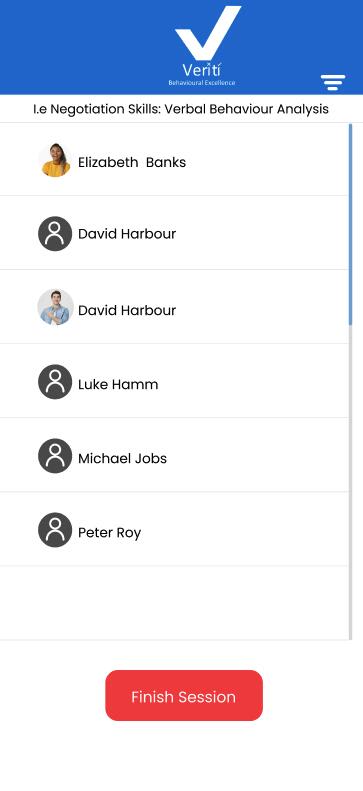 Verití
Behavioural Excellence
I.e Negotiation Skills: Verbal Behaviour Analysis
Elizabeth Banks
David Harbour
David Harbour
Luke Hamm
Michael Jobs
Peter Roy
Finish Session